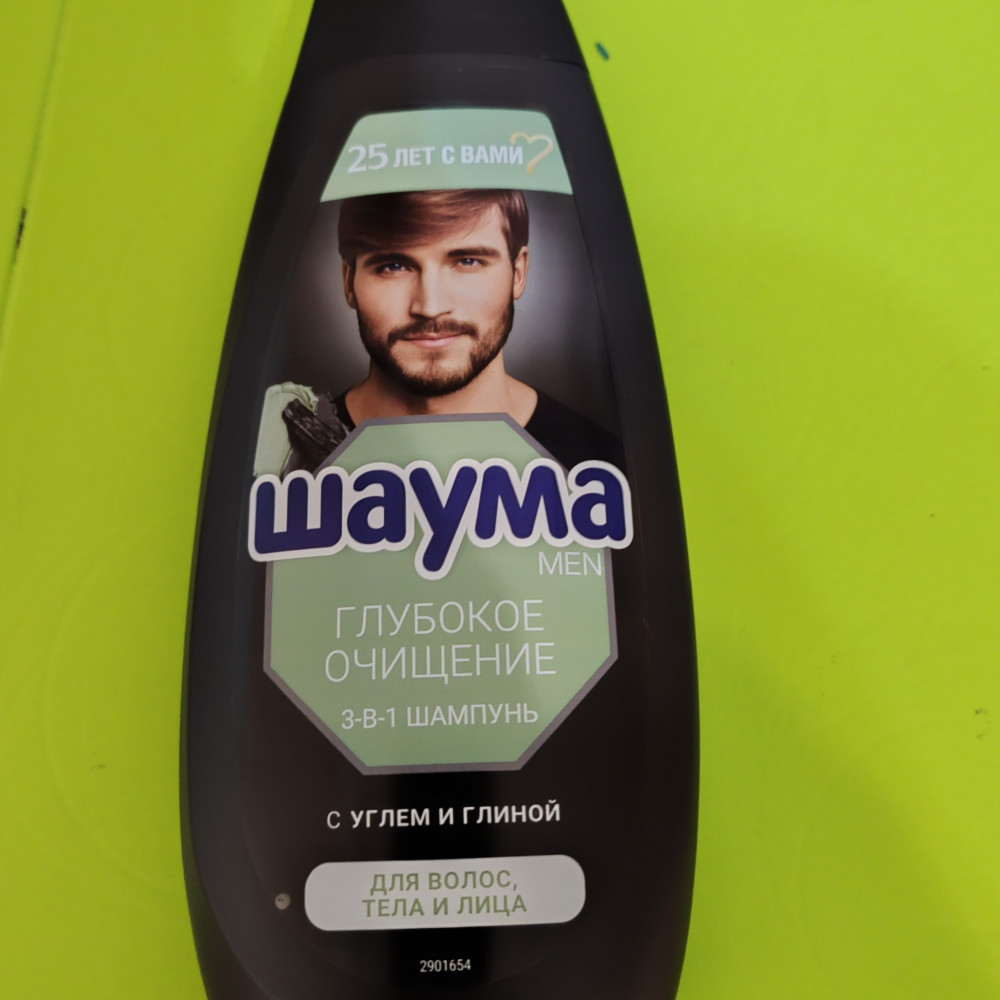 25 ЛЕТ С ВАМИ
шаума
MEN
ГЛУБОКОЕ
ОЧИЩЕНИЕ
3-В-1 ШАМПУНЬ
С УГЛЕМ И ГЛИНОЙ
ДЛЯ ВОЛОС,
ТЕЛА И ЛИЦА
2901654